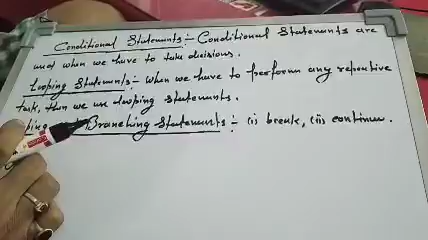 Conditional Statements :- Conditional Statements are
used when we have to take decisions.
Looping Statements :- When we have to perform any repeative
task, then we use looping statements.
Branching Statements :- (i) break, (ii) continue.